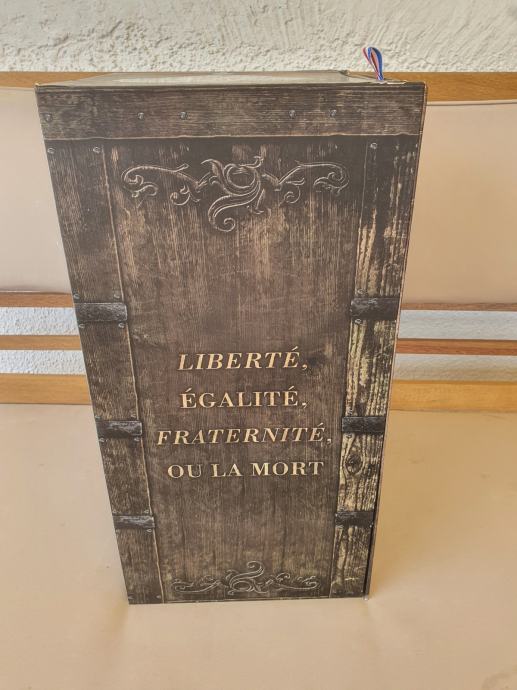 LIBERTÉ,
ÉGALITÉ,
FRATERNITÉ,
OU LA MORT